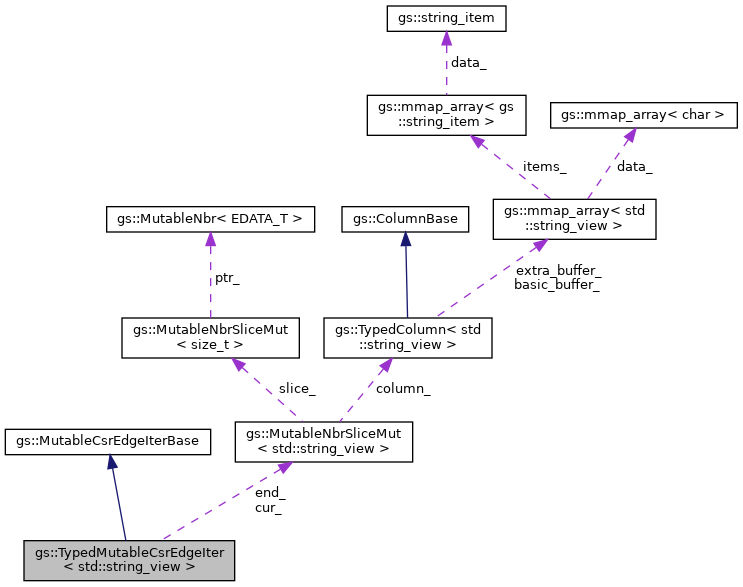 gs::string_item
data_
gs::mmap_array< gs
::string_item >
gs::mmap_array< char >
items_
data_
gs::MutableNbr< EDATA_T >
gs::ColumnBase
gs::mmap_array< std
::string_view >
ptr_
extra_buffer_
basic_buffer_
gs::MutableNbrSliceMut
< size_t >
gs::TypedColumn< std
::string_view >
slice_
column_
gs::MutableCsrEdgeIterBase
gs::MutableNbrSliceMut
< std::string_view >
end_
cur_
gs::TypedMutableCsrEdgeIter
< std::string_view >